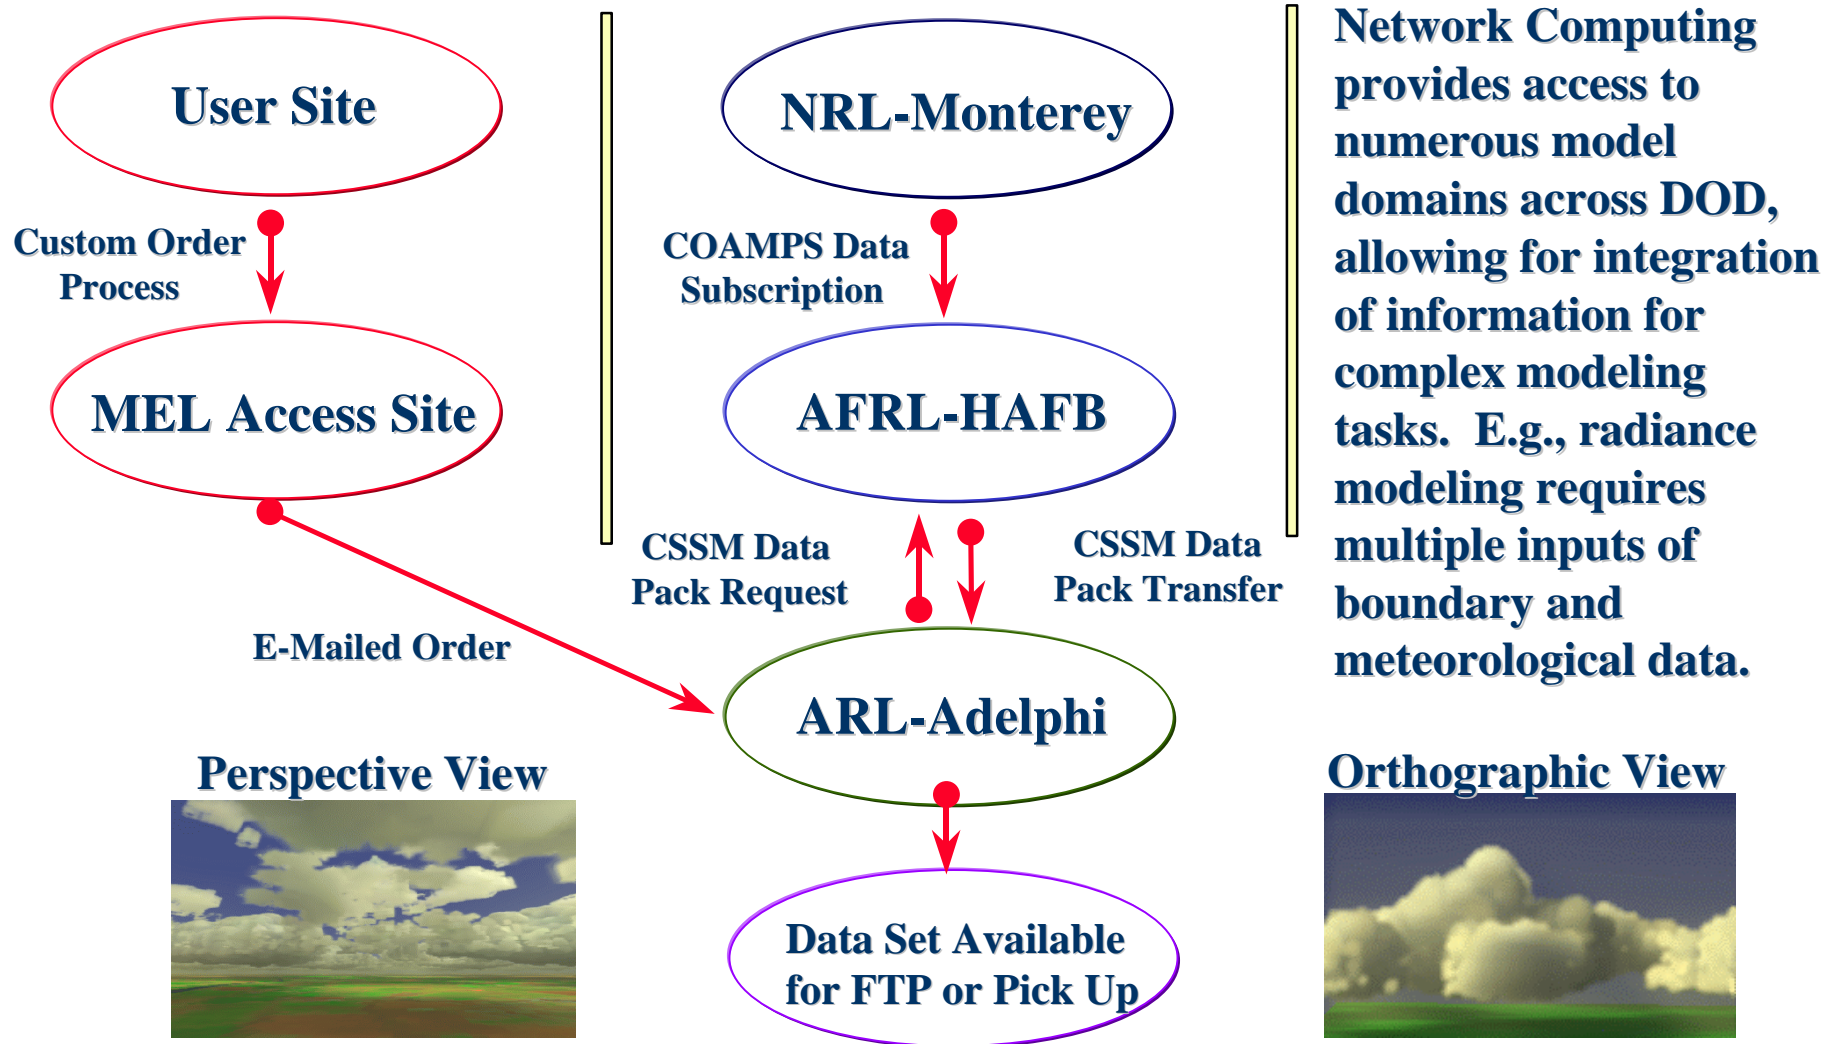 User Site
Custom Order
Process
MEL Access Site
E-Mailed Order
NRL-Monterey
COAMPS Data
Subscription
AFRL-HAFB
CSSM Data
Pack Request
CSSM Data
Pack Transfer
ARL-Adelphi
Data Set Available
for FTP or Pick Up
Network Computing
provides access to
numerous model
domains across DOD,
allowing for integration
of information for
complex modeling
tasks.  E.g., radiance
modeling requires
multiple inputs of
boundary and
meteorological data.
Perspective View
Orthographic View